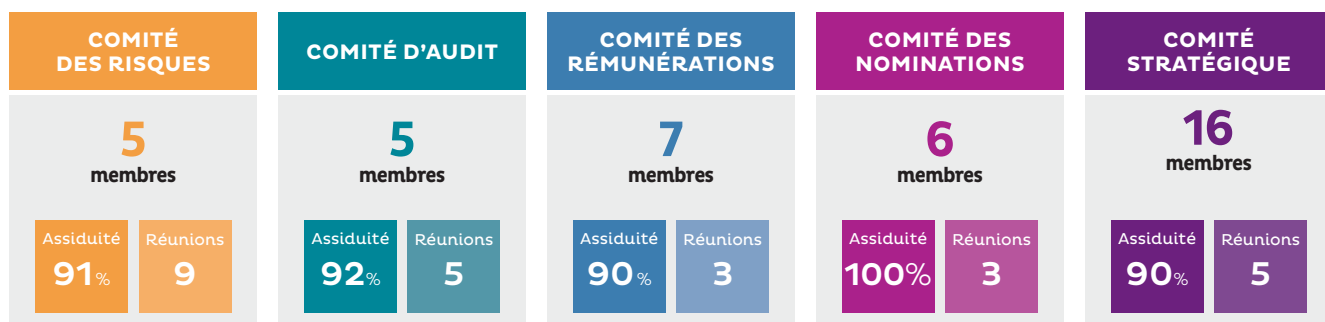 COMITÉ
DES RISQUES
5
membres
Assiduité
91%
Réunions
9
COMITÉ D’AUDIT
5
membres
Assiduité
92%
Réunions
5
COMITÉ DES
RÉMUNÉRATIONS
7
membres
Assiduité
90%
Réunions
3
COMITÉ DES
NOMINATIONS
6
membres
Assiduité
100%
Réunions
3
COMITÉ
STRATÉGIQUE
16
membres
Assiduité
90%
Réunions
5